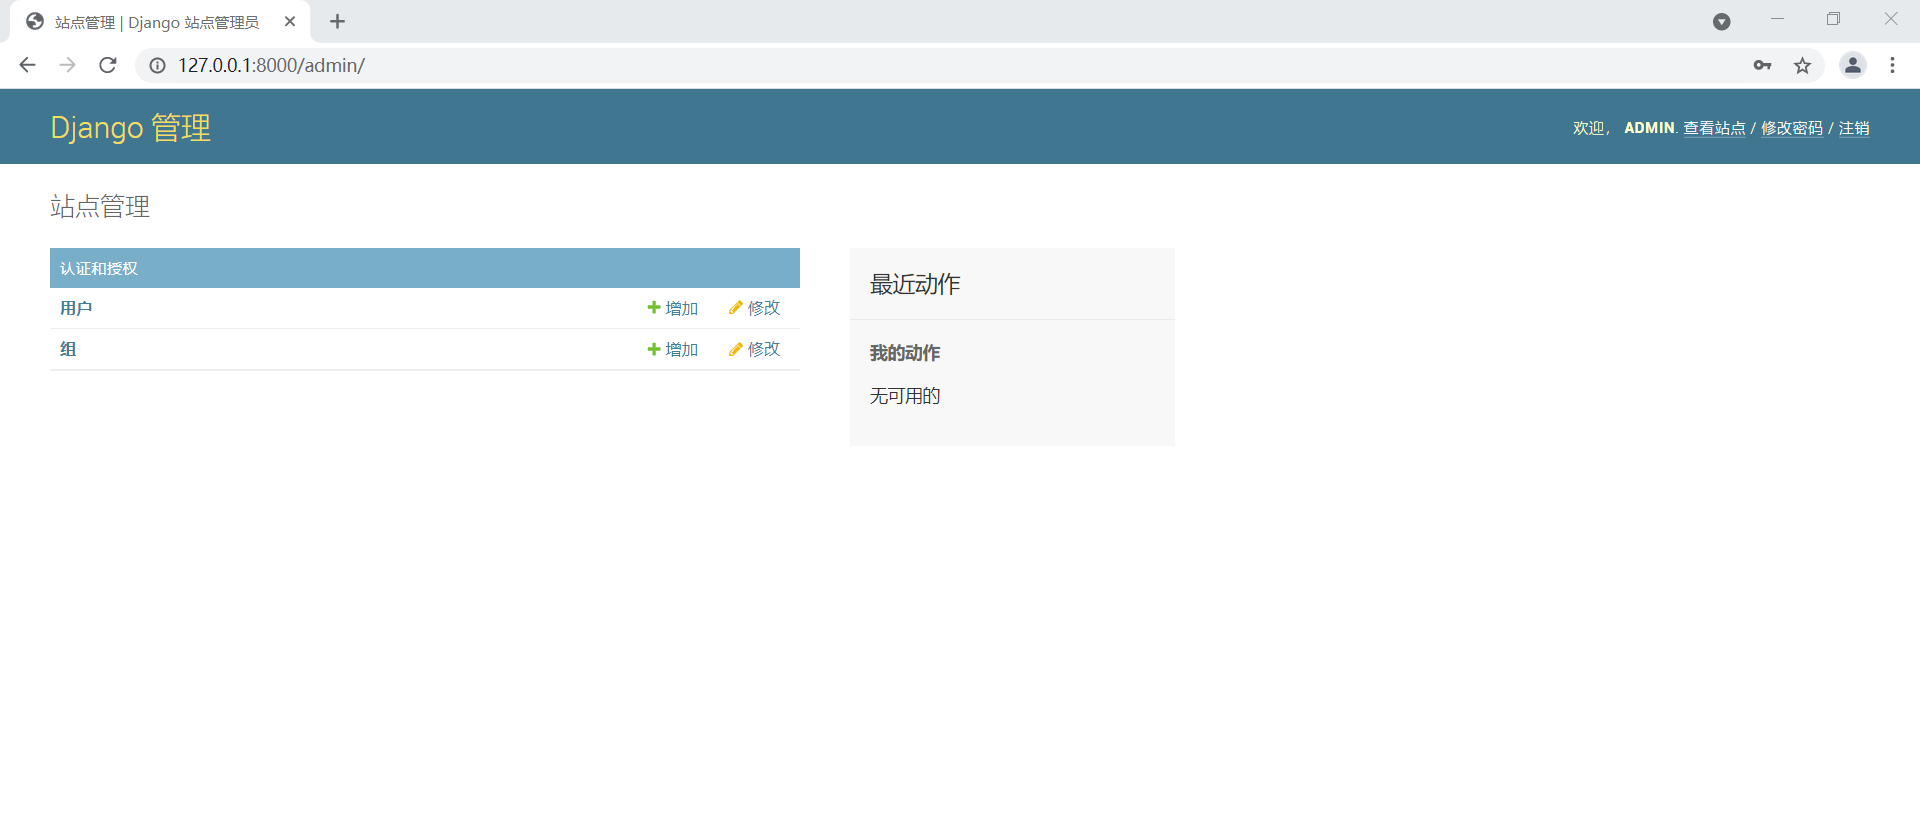 站点管理 | Django 站点管理员
127.0.0.1:8000/admin/
Django 管理
欢迎， ADMIN. 查看站点 / 修改密码 / 注销
站点管理
认证和授权
用户 增加 修改
组 增加 修改
最近动作
我的动作
无可用的